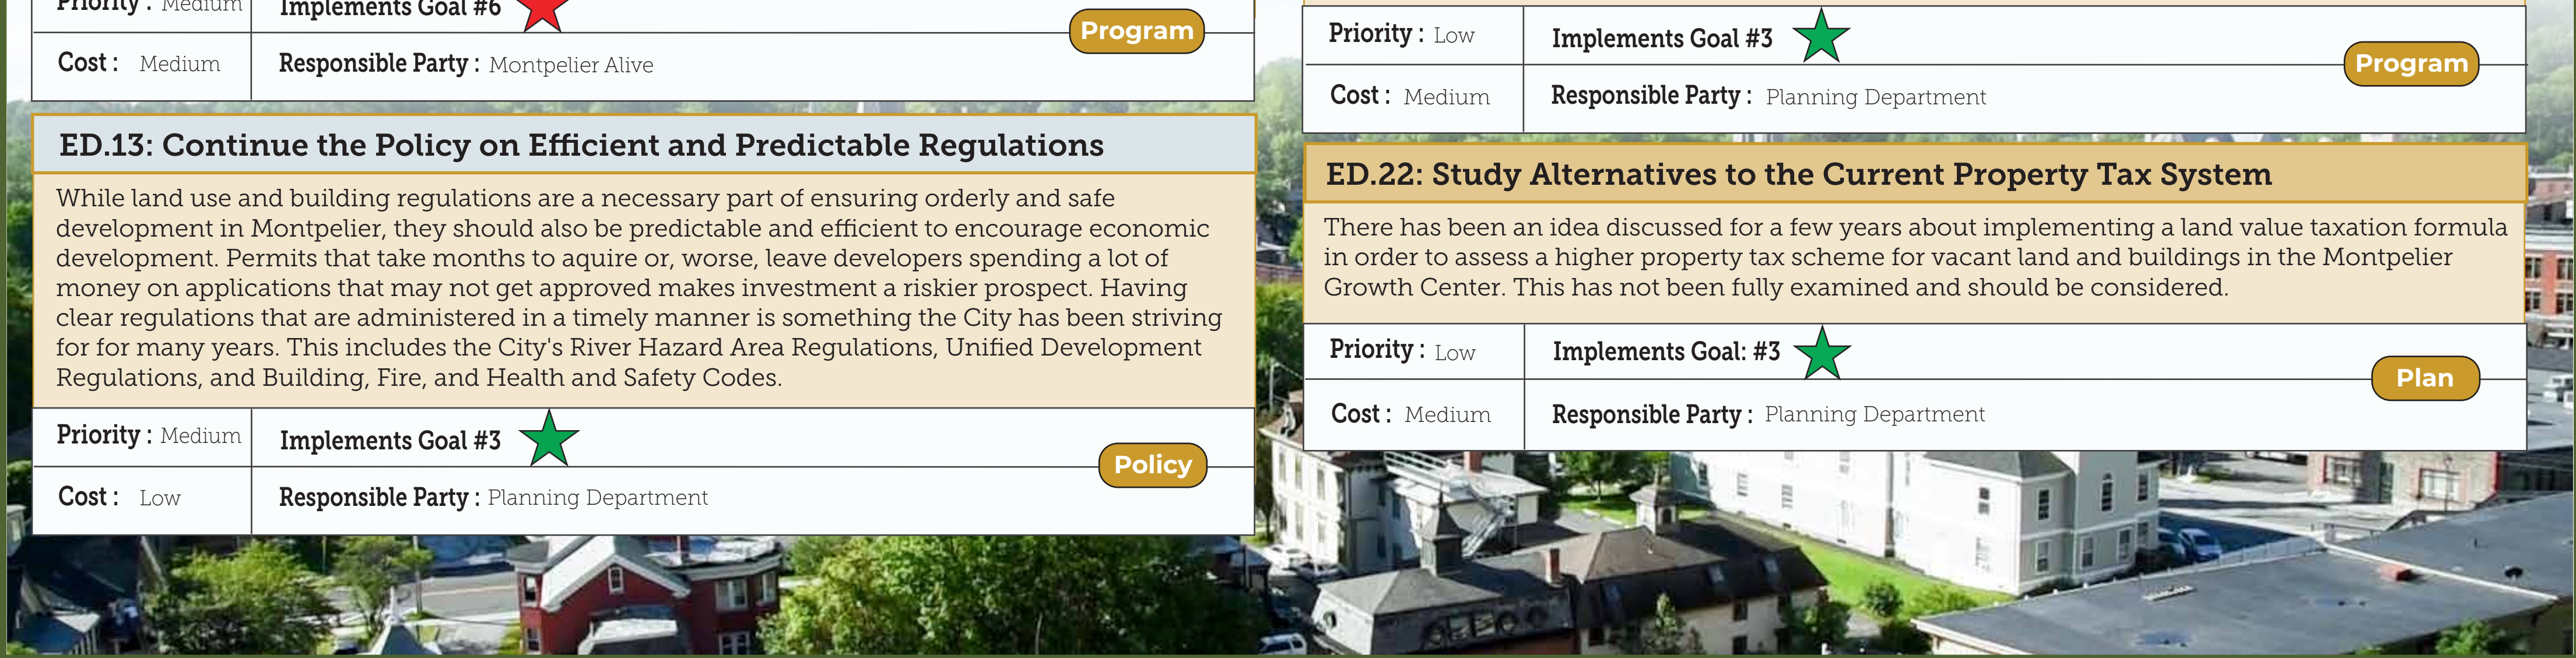 Priority : Medium
Implements Goal #6
Program
Cost : Medium
Responsible Party : Montpelier Alive
ED.13: Continue the Policy on Efficient and Predictable Regulations
While land use and building regulations are a necessary part of ensuring orderly and safe
development in Montpelier, they should also be predictable and efficient to encourage economic
development. Permits that take months to aquire or, worse, leave developers spending a lot of
money on applications that may not get approved makes investment a riskier prospect. Having
clear regulations that are administered in a timely manner is something the City has been striving
for for many years. This includes the City's River Hazard Area Regulations, Unified Development
Regulations, and Building, Fire, and Health and Safety Codes.
Priority : Medium
Implements Goal #3
Policy
Cost : Low
Responsible Party : Planning Department
Priority : Low
Implements Goal #3
Program
Cost : Medium
Responsible Party : Planning Department
ED.22: Study Alternatives to the Current Property Tax System
There has been an idea discussed for a few years about implementing a land value taxation formula
in order to assess a higher property tax scheme for vacant land and buildings in the Montpelier
Growth Center. This has not been fully examined and should be considered.
Priority : Low
Implements Goal: #3
Plan
Cost : Medium
Responsible Party : Planning Department